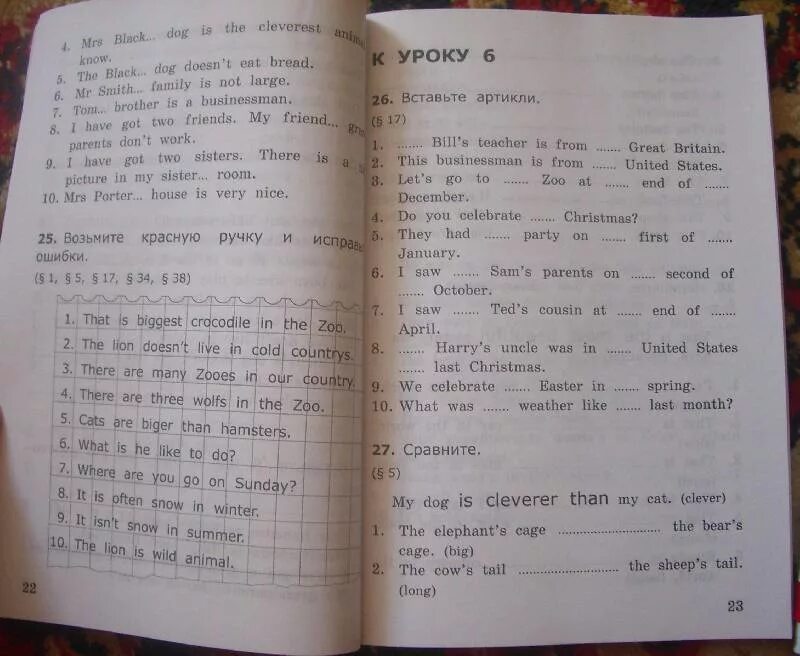 4. Mrs Black... dog is the cleverest
know.
5. The Black... dog doesn't eat bread.
6. Mr Smith... family is not large.
7. Tom... brother is a businessman.
8. I have got two friends. My friend...
parents don't work.
9. I have got two sisters. There is a
picture in my sister... room.
10. Mrs Porter... house is very nice.
25. Возьмите красную ручку и
ошибки.
(§ 1, § 5, § 17, § 34, § 38)
1. That is biggest crocodile in the Zoo.
2. The lion doesn't live in cold countrys.
3. There are many Zooes in our country.
4. There are three wolfs in the Zoo.
5. Cats are biger than hamsters.
6. What is he like to do?
7. Where are you go on Sunday?
8. It is often snow in winter.
9. It isn't snow in summer.
10. The lion is wild animal.
22
К УРОКУ 6
26. Вставьте артикли.
(§ 17)
1. ....... Bill's teacher is from ....... Great Britain.
2. This businessman is from ....... United States.
3. Let's go to ....... Zoo at ....... end of .......
December.
4. Do you celebrate ....... Christmas?
5. They had ....... party on ....... first of .......
January.
6. I saw ....... Sam's parents on ....... second of
....... October.
7. I saw ....... Ted's cousin at ....... end of .......
April.
8. ....... Harry's uncle was in ....... United States
....... last Christmas.
9. We celebrate ....... Easter in ....... spring.
10. What was ....... weather like ....... last month?
27. Сравните.
(§ 5)
My dog is cleverer than my cat. (clever)
1. The elephant's cage ............................ the bear's
cage. (big)
2. The cow's tail ............................ the sheep's tail.
(long)
23